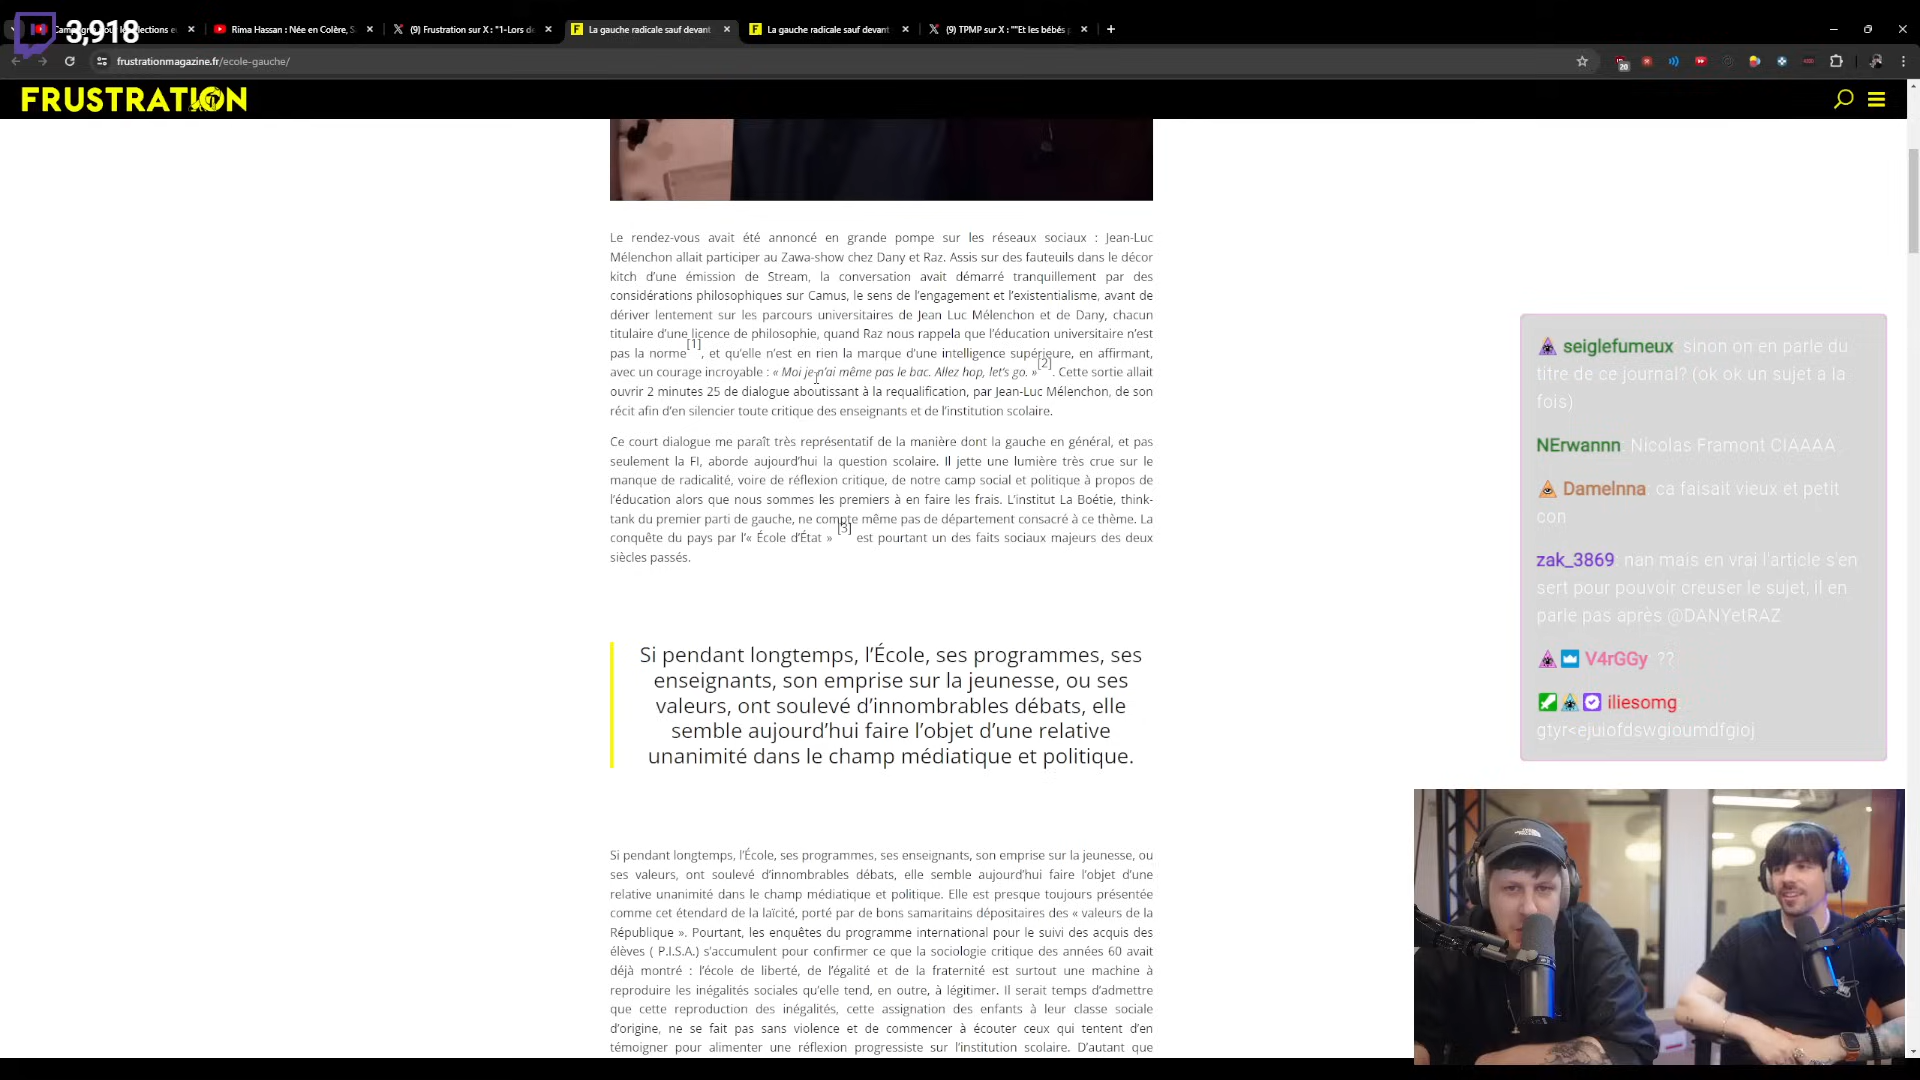 3,918
Rima Hassan : Née en Colère, S
(9) Frustration sur X : "1-Lors de
La gauche radicale sauf devant
La gauche radicale sauf devant
(9) TPMP sur X : ""Et les bébés p
frustrationmagazine.fr/ecole-gauche/
20
FRUSTRATION
Le rendez-vous avait été annoncé en grande pompe sur les réseaux sociaux : Jean-Luc
Mélenchon allait participer au Zawa-show chez Dany et Raz. Assis sur des fauteuils dans le décor
kitch d'une émission de Stream, la conversation avait démarré tranquillement par des
considérations philosophiques sur Camus, le sens de l'engagement et l'existentialisme, avant de
dériver lentement sur les parcours universitaires de Jean Luc Mélenchon et de Dany, chacun
titulaire d'une licence de philosophie, quand Raz nous rappela que l'éducation universitaire n'est
pas la norme[1], et qu'elle n'est en rien la marque d'une intelligence supérieure, en affirmant,
avec un courage incroyable : « Moi je n'ai même pas le bac. Allez hop, let's go. »[2]. Cette sortie allait
ouvrir 2 minutes 25 de dialogue aboutissant à la requalification, par Jean-Luc Mélenchon, de son
récit afin d'en silencier toute critique des enseignants et de l'institution scolaire.
Ce court dialogue me paraît très représentatif de la manière dont la gauche en général, et pas
seulement la FI, aborde aujourd'hui la question scolaire. Il jette une lumière très crue sur le
manque de radicalité, voire de réflexion critique, de notre camp social et politique à propos de
l'éducation alors que nous sommes les premiers à en faire les frais. L'institut La Boétie, think-
tank du premier parti de gauche, ne compte même pas de département consacré à ce thème. La
conquête du pays par l'« École d'État » [3] est pourtant un des faits sociaux majeurs des deux
siècles passés.
Si pendant longtemps, l'École, ses programmes, ses
enseignants, son emprise sur la jeunesse, ou ses
valeurs, ont soulevé d'innombrables débats, elle
semble aujourd'hui faire l'objet d'une relative
unanimité dans le champ médiatique et politique.
Si pendant longtemps, l'École, ses programmes, ses enseignants, son emprise sur la jeunesse, ou
ses valeurs, ont soulevé d'innombrables débats, elle semble aujourd'hui faire l'objet d'une
relative unanimité dans le champ médiatique et politique. Elle est presque toujours présentée
comme cet étendard de la laïcité, porté par de bons samaritains dépositaires des « valeurs de la
République ». Pourtant, les enquêtes du programme international pour le suivi des acquis des
élèves ( P.I.S.A.) s'accumulent pour confirmer ce que la sociologie critique des années 60 avait
déjà montré : l'école de liberté, de l'égalité et de la fraternité est surtout une machine à
reproduire les inégalités sociales qu'elle tend, en outre, à légitimer. Il serait temps d'admettre
que cette reproduction des inégalités, cette assignation des enfants à leur classe sociale
d'origine, ne se fait pas sans violence et de commencer à écouter ceux qui tentent d'en
témoigner pour alimenter une réflexion progressiste sur l'institution scolaire. D'autant que
seiglefumeux: sinon on en parle du
titre de ce journal? (ok ok un sujet a la
fois)
NErwannn: Nicolas Framont CIAAAA
Damelnna: ca faisait vieux et petit
con
zak_3869: nan mais en vrai l'article s'en
sert pour pouvoir creuser le sujet, il en
parle pas après @DANYetRAZ
V4rGGy: ??
iliesomg:
gtyr<ejuiofdswgioumdfgioj